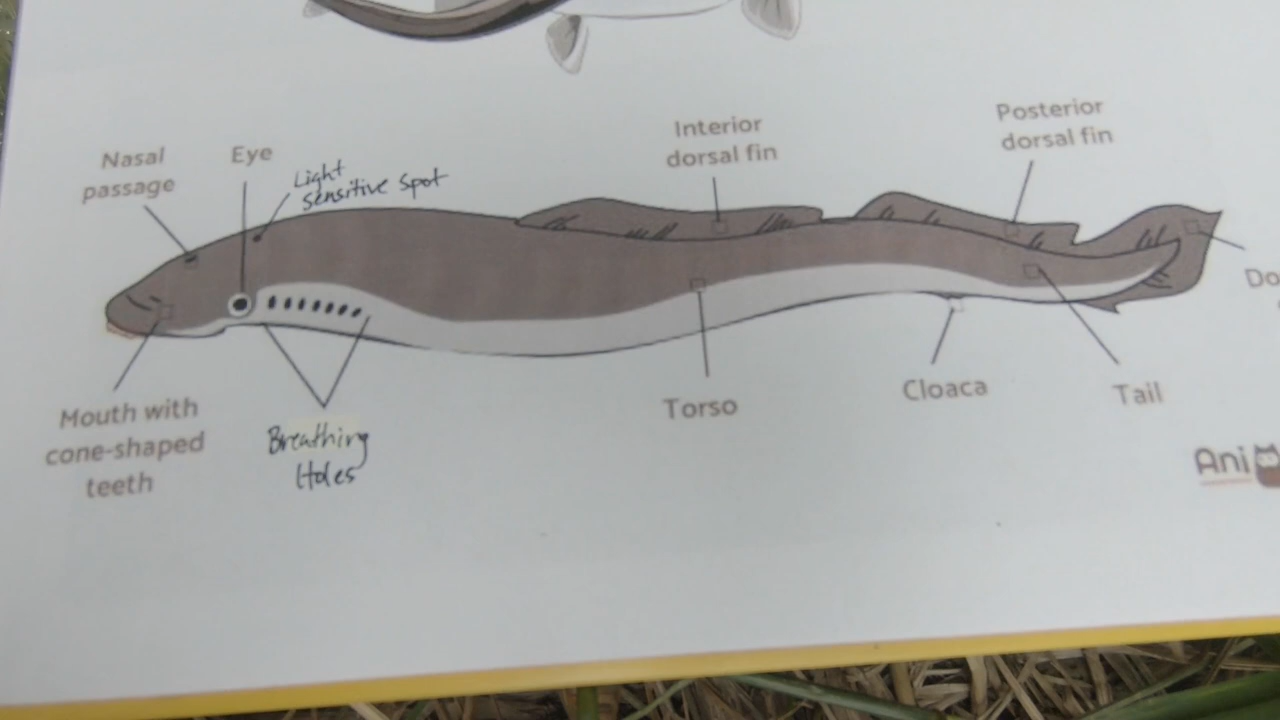 Nasal
passage
Eye
Light
sensitive spot
Interior
dorsal fin
Posterior
dorsal fin
Do
Mouth with
cone-shaped
teeth
Breathing
Holes
Torso
Cloaca
Tail
Ani